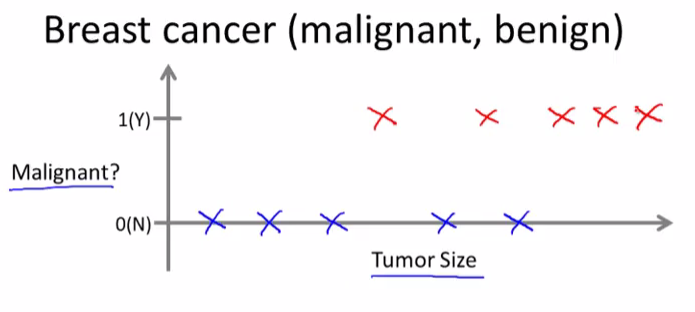 Breast cancer (malignant, benign)
1(Y)
Malignant?
0(N)
Tumor Size